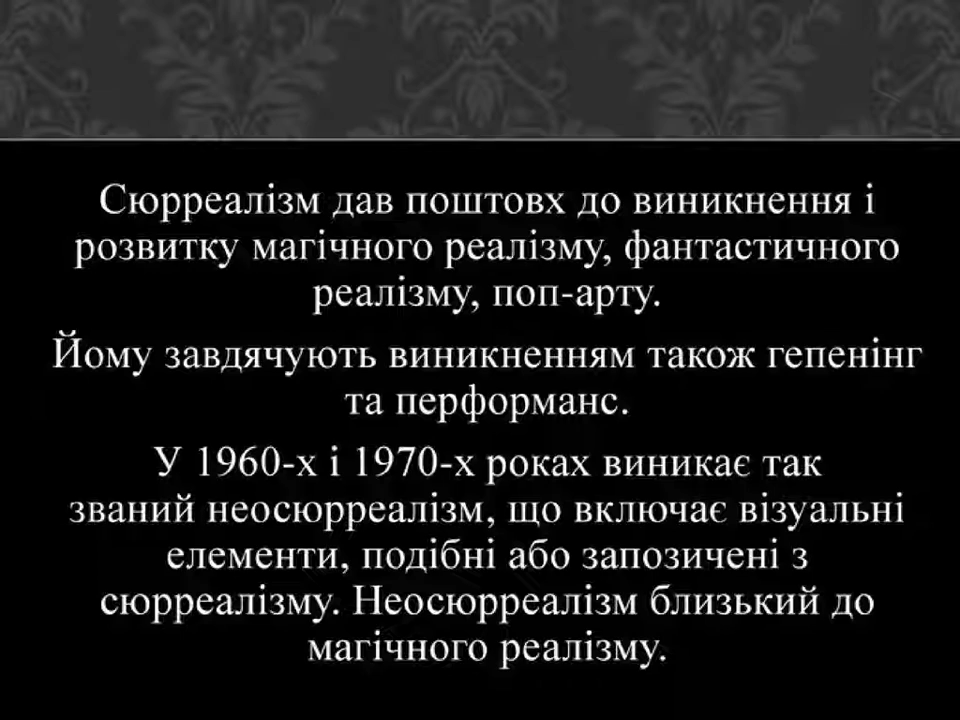 Сюрреалізм дав поштовх до виникнення і
розвитку магічного реалізму, фантастичного
реалізму, поп-арту.
Йому завдячують виникненням також гепенінг
та перформанс.
У 1960-х і 1970-х роках виникає так
званий неосюрреалізм, що включає візуальні
елементи, подібні або запозичені з
сюрреалізму. Неосюрреалізм близький до
магічного реалізму.